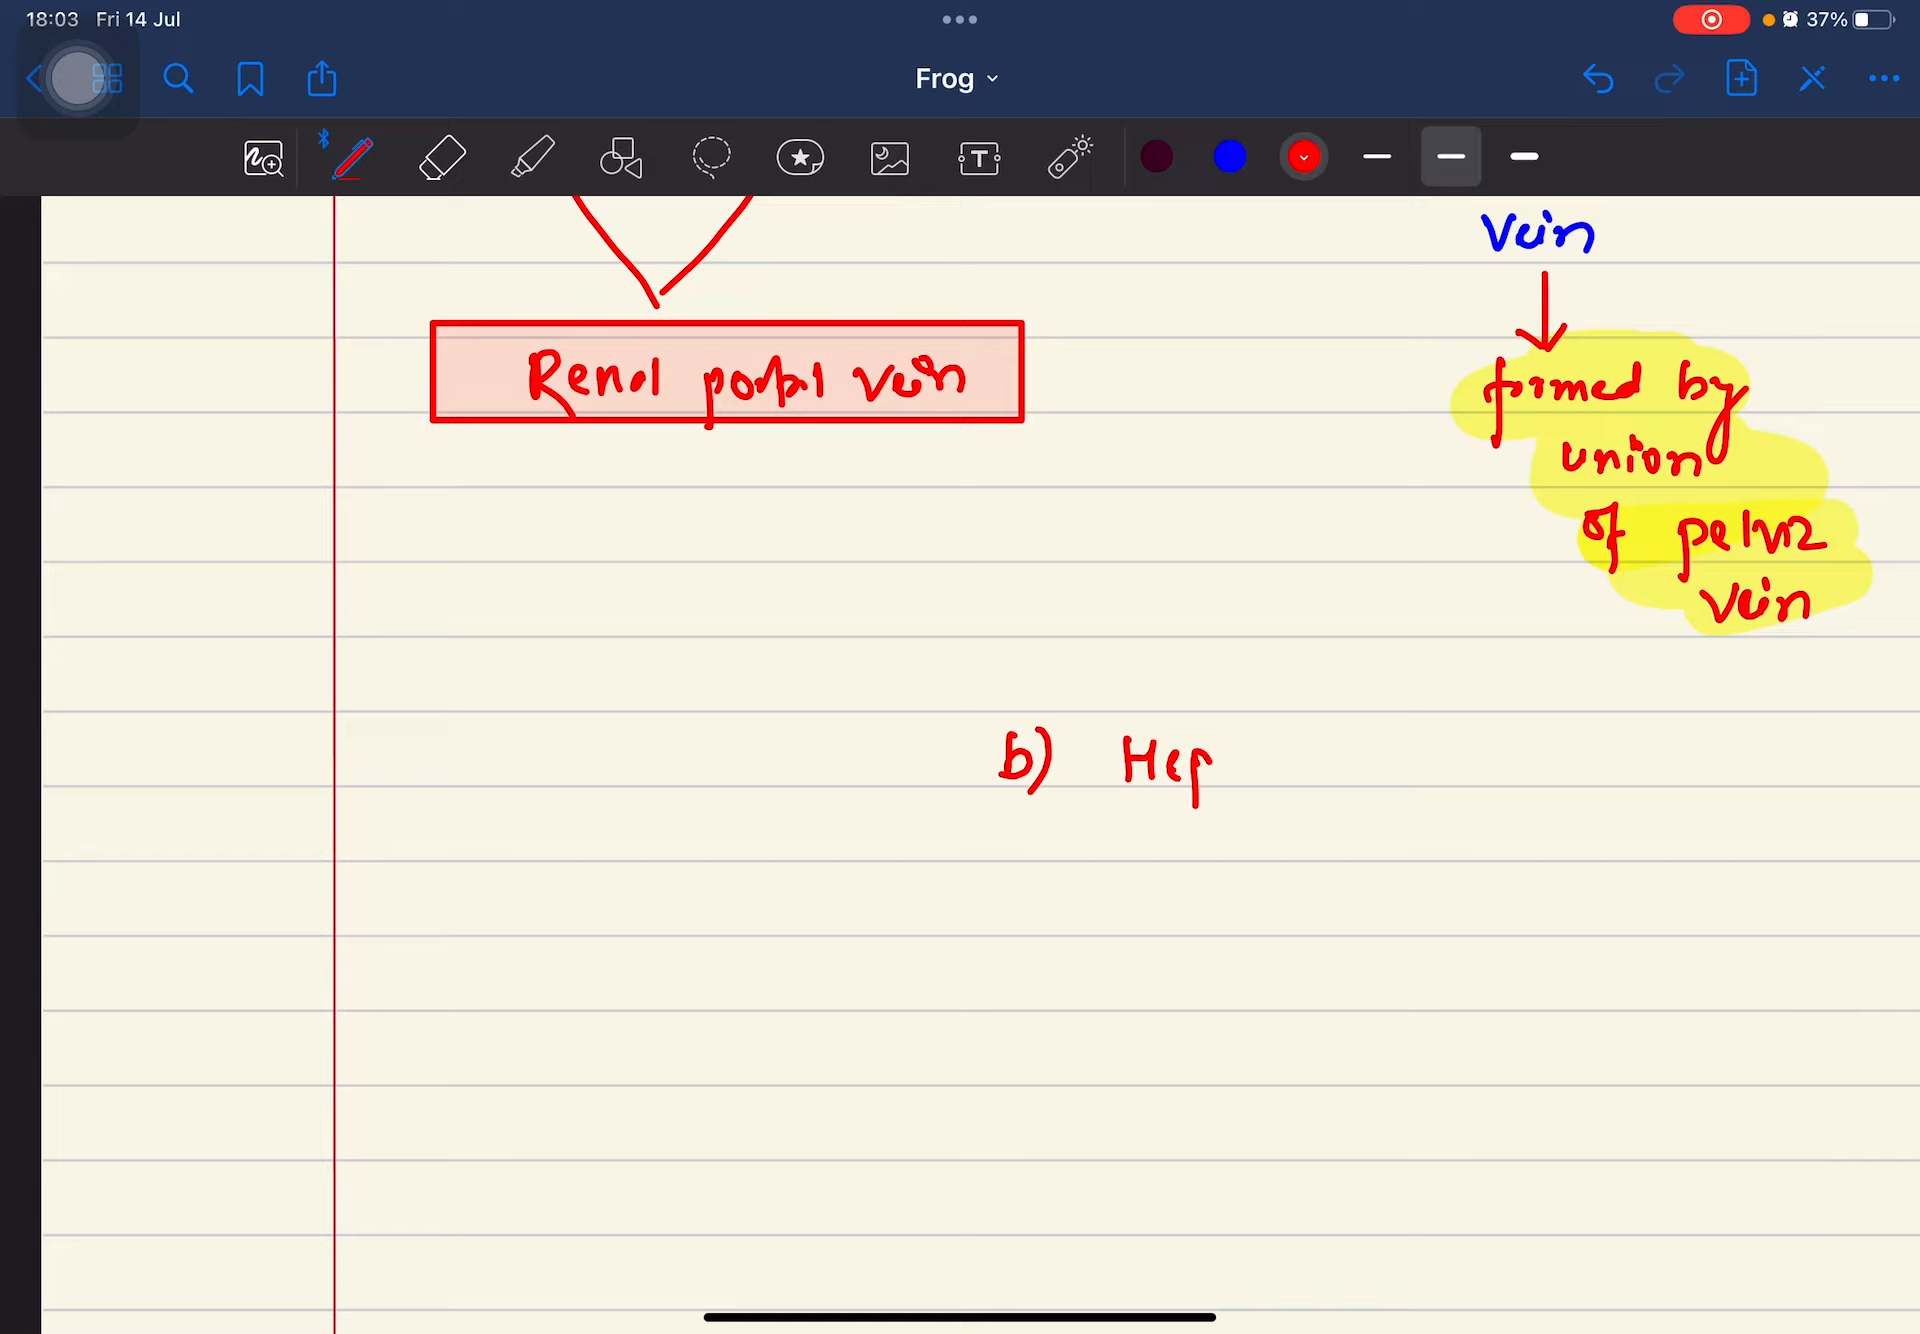 18:03 Fri 14 Jul
37%
Frog
T
Vein
Renal portal vein
formed by
union
of pelvic
vein
b) Hep